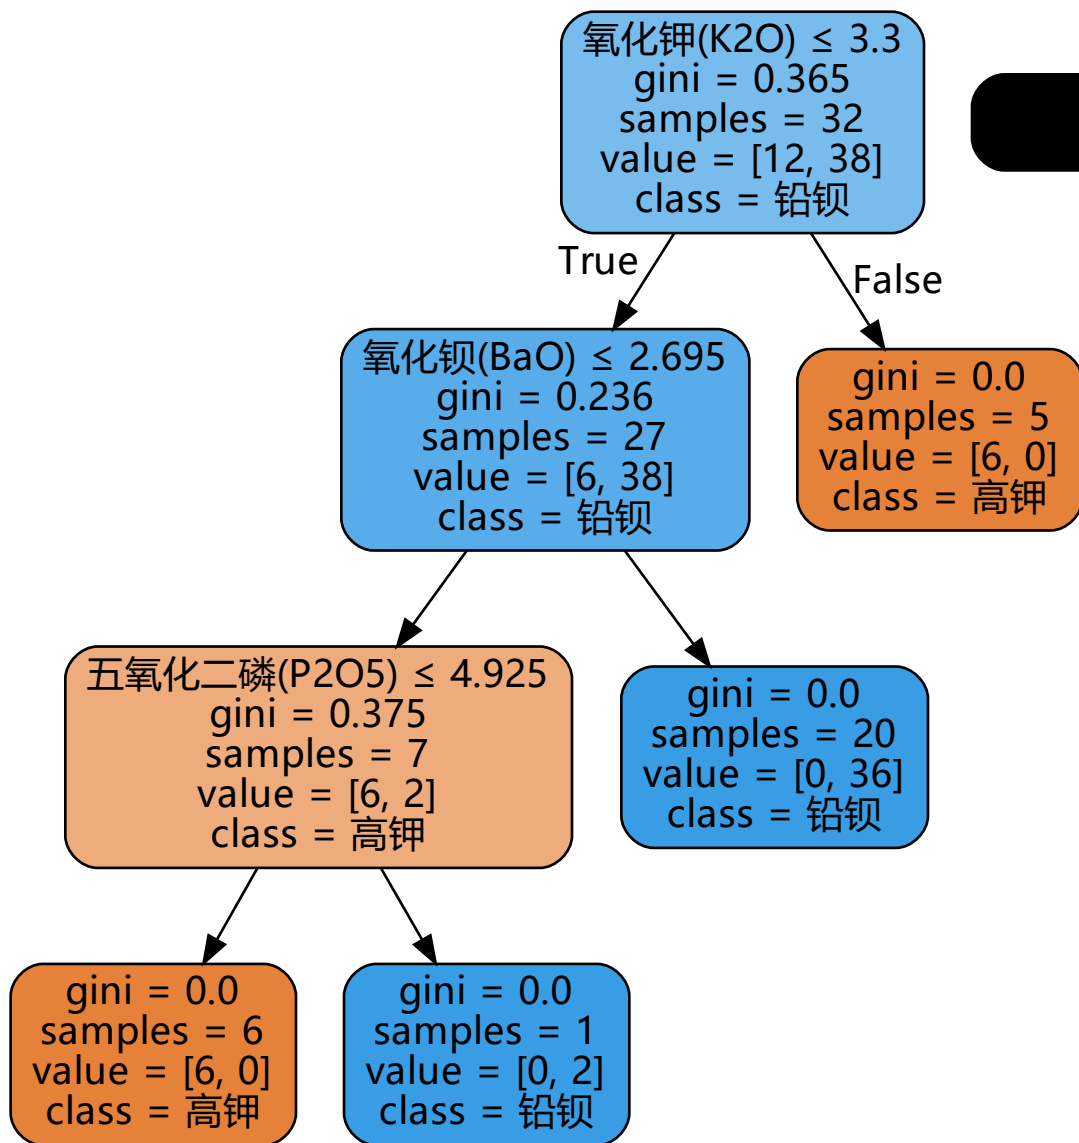 氧化钾(K2O) ≤ 3.3
gini = 0.365
samples = 32
value = [12, 38]
class = 铅钡
True
False
氧化钡(BaO) ≤ 2.695
gini = 0.236
samples = 27
value = [6, 38]
class = 铅钡
gini = 0.0
samples = 5
value = [6, 0]
class = 高钾
五氧化二磷(P2O5) ≤ 4.925
gini = 0.375
samples = 7
value = [6, 2]
class = 高钾
gini = 0.0
samples = 20
value = [0, 36]
class = 铅钡
gini = 0.0
samples = 6
value = [6, 0]
class = 高钾
gini = 0.0
samples = 1
value = [0, 2]
class = 铅钡